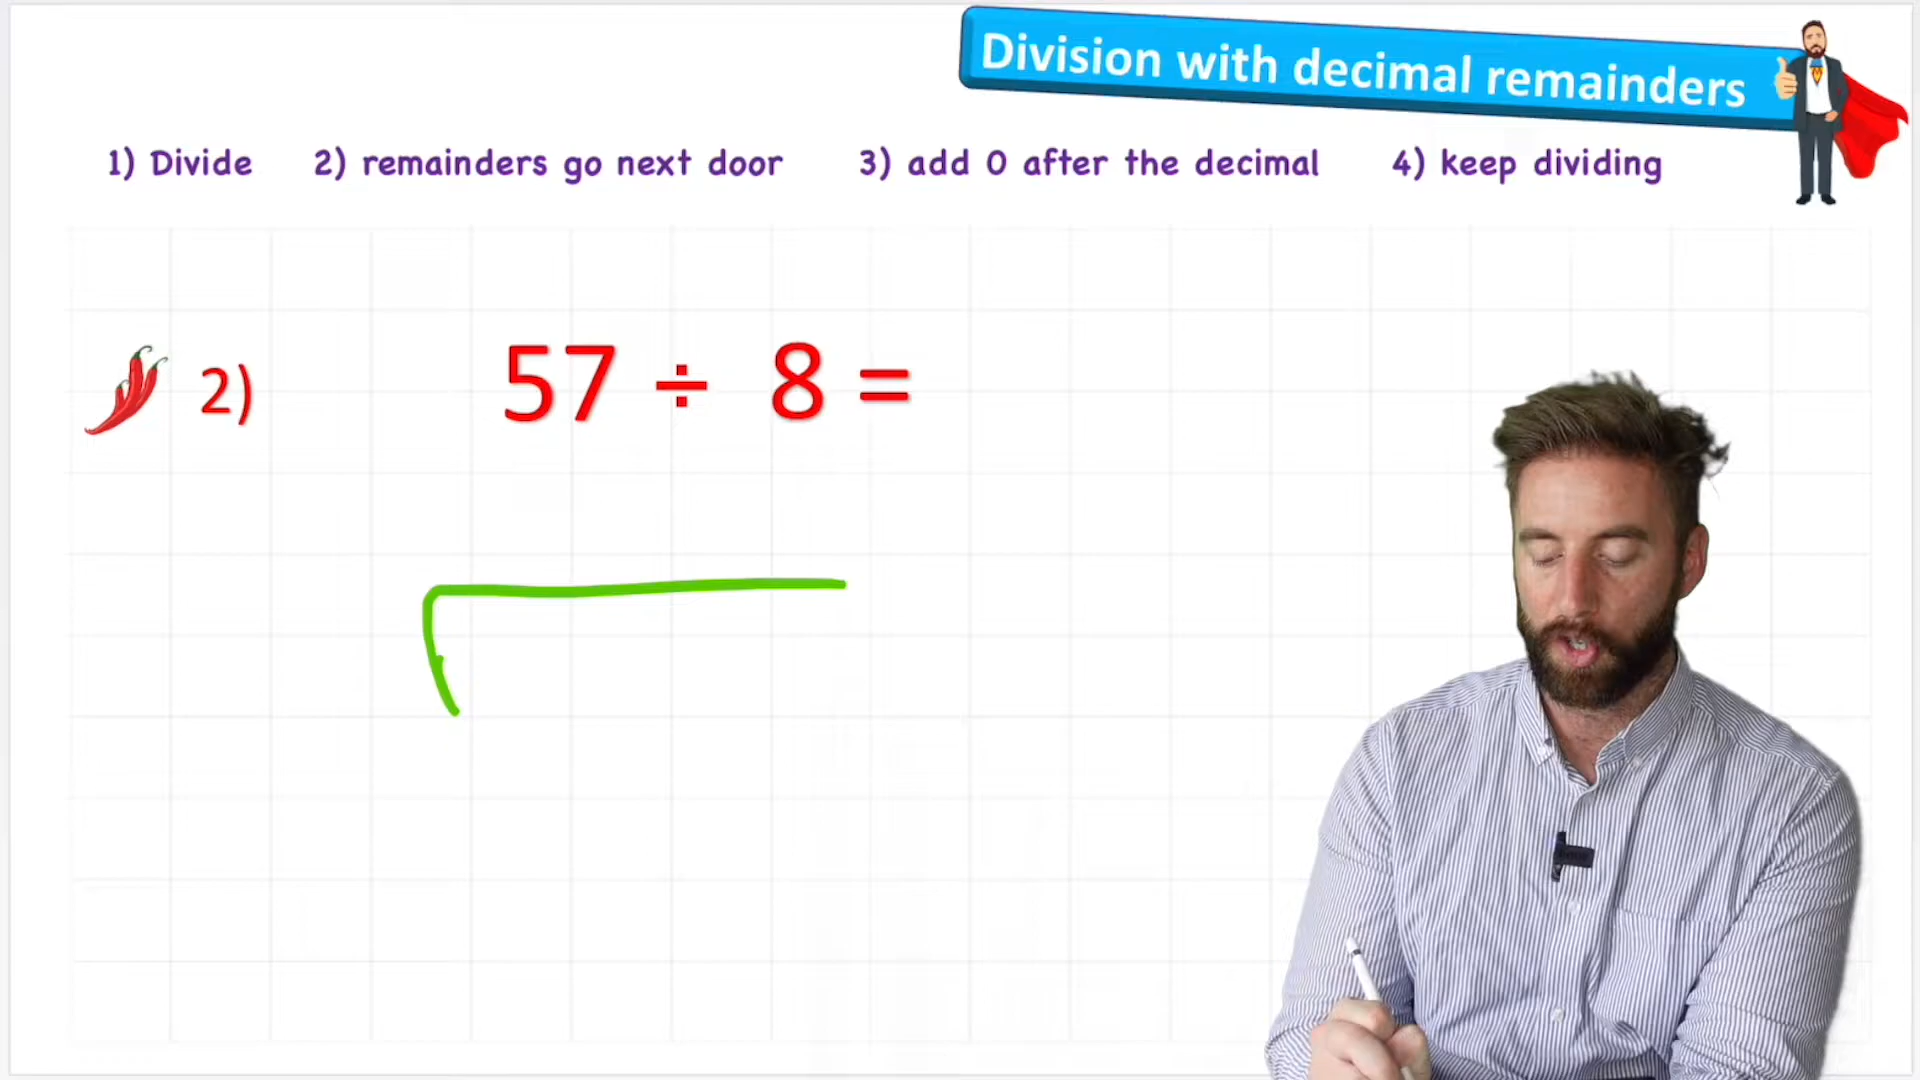 Division with decimal remainders
1) Divide 2) remainders go next door 3) add 0 after the decimal 4) keep dividing
2) 57 ÷ 8 =